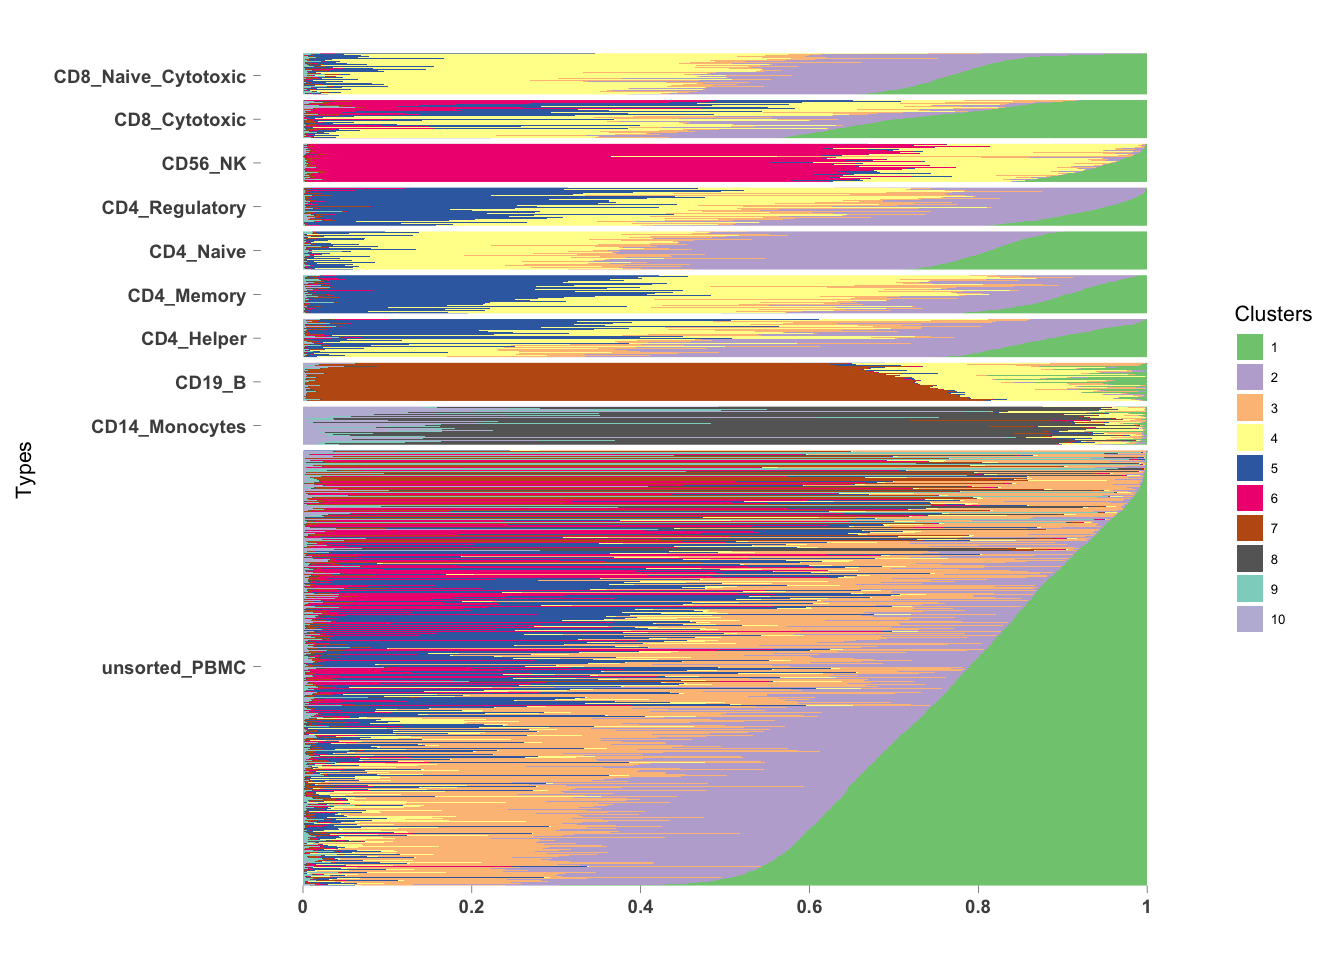 CD8_Naive_Cytotoxic
CD8_Cytotoxic
CD56_NK
CD4_Regulatory
CD4_Naive
CD4_Memory
CD4_Helper
CD19_B
CD14_Monocytes
unsorted_PBMC
Types
0
0.2
0.4
0.6
0.8
1
Clusters
1
2
3
4
5
6
7
8
9
10